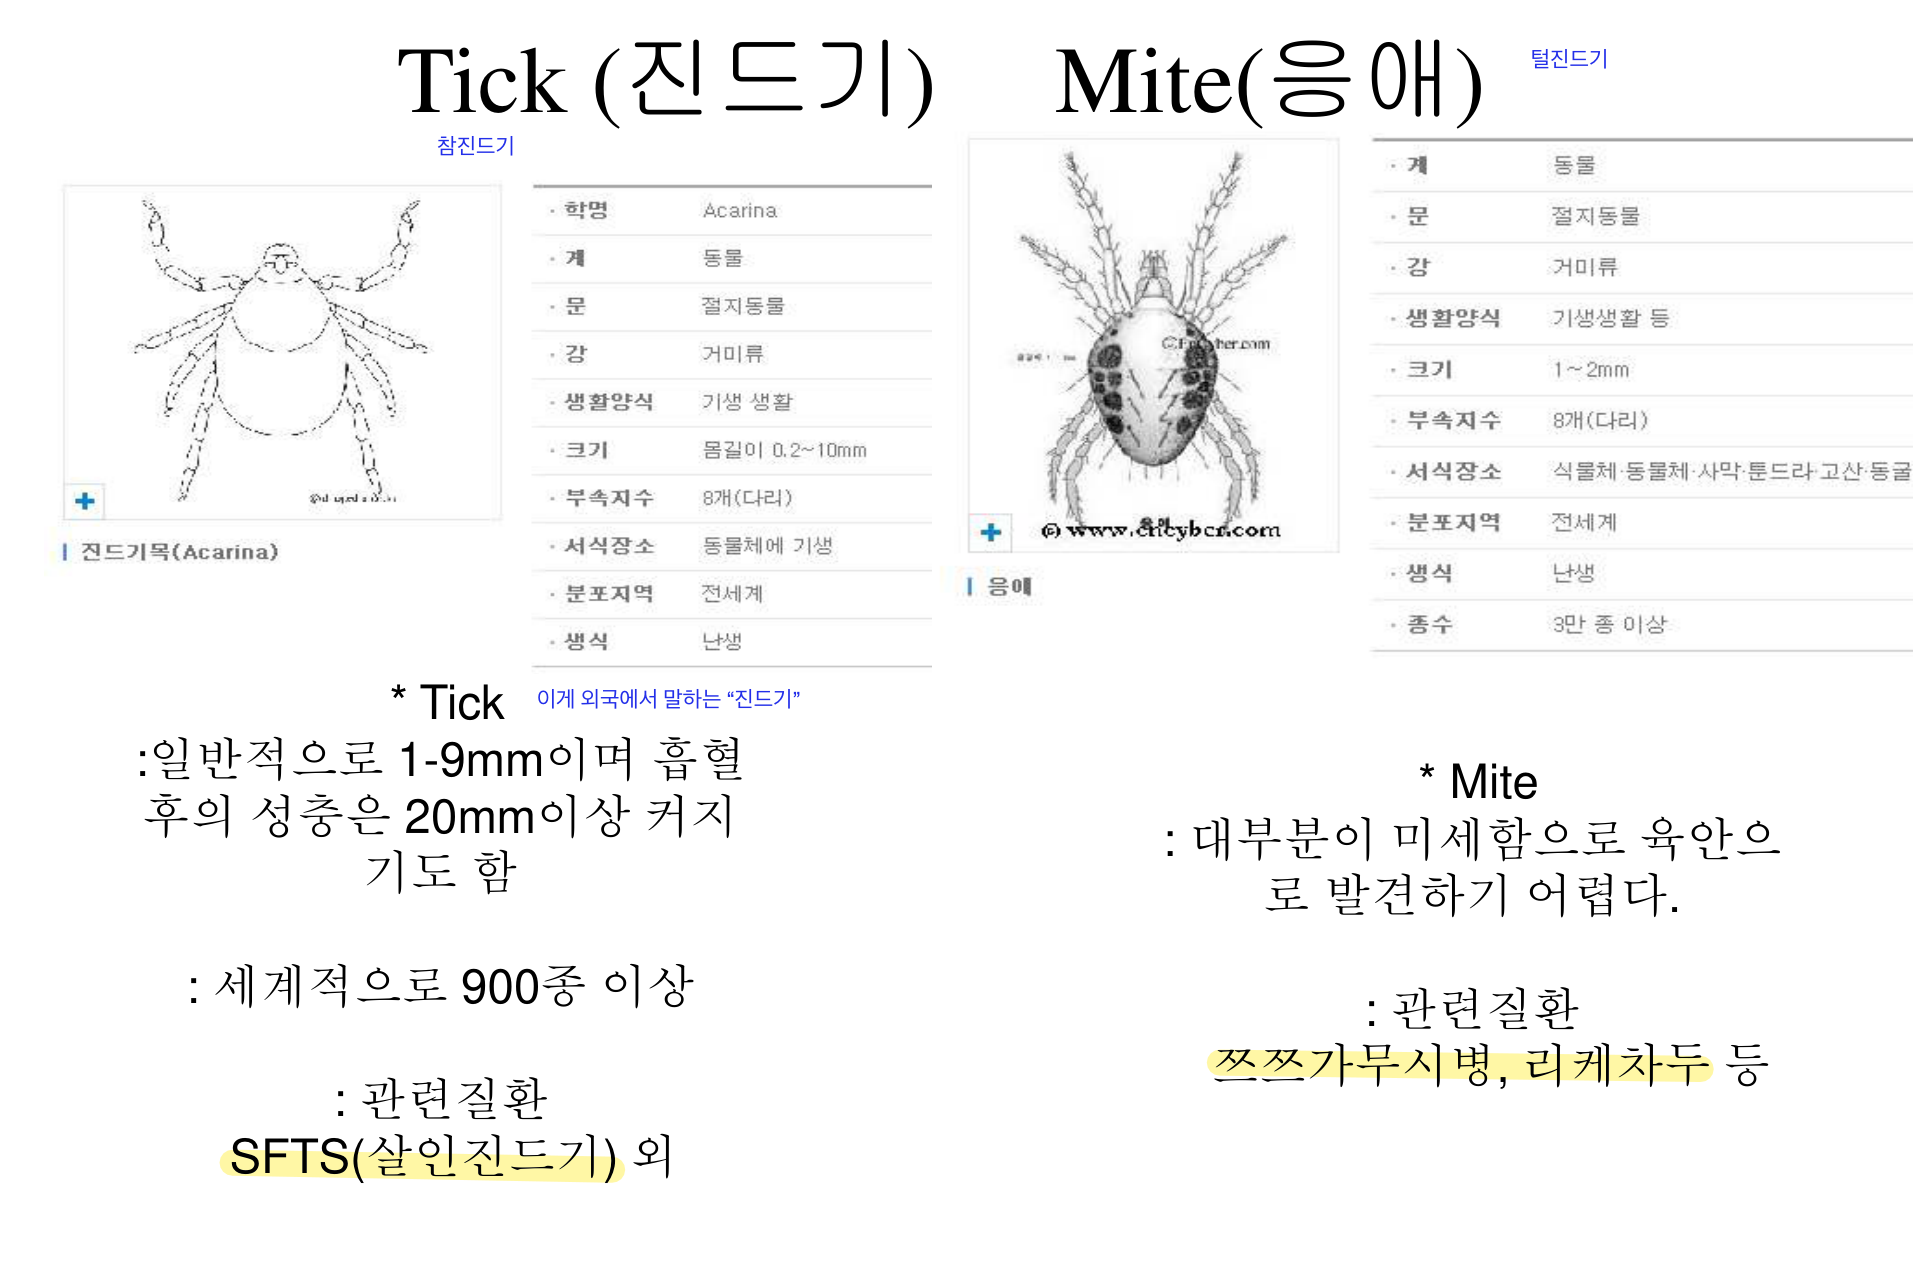 Tick (진드기)
참진드기
· 학명 Acarina
· 계 동물
· 문 절지동물
· 강 거미류
· 생활양식 기생 생활
· 크기 몸길이 0.2~10mm
· 부속지수 8개(다리)
· 서식장소 동물체에 기생
· 분포지역 전세계
· 생식 난생
진드기목(Acarina)
* Tick 이게 외국에서 말하는 “진드기”
:일반적으로 1-9mm이며 흡혈
후의 성충은 20mm이상 커지
기도 함
: 세계적으로 900종 이상
: 관련질환
SFTS(살인진드기) 외
Mite(응애) 털진드기
· 계 동물
· 문 절지동물
· 강 거미류
· 생활양식 기생생활 등
· 크기 1~2mm
· 부속지수 8개(다리)
· 서식장소 식물체·동물체·사막·툰드라·고산·동굴
· 분포지역 전세계
· 생식 난생
· 종수 3만 종 이상
© EnCyber.com
© www.encyber.com
응애
* Mite
: 대부분이 미세함으로 육안으
로 발견하기 어렵다.
: 관련질환
쯔쯔가무시병, 리케차두 등